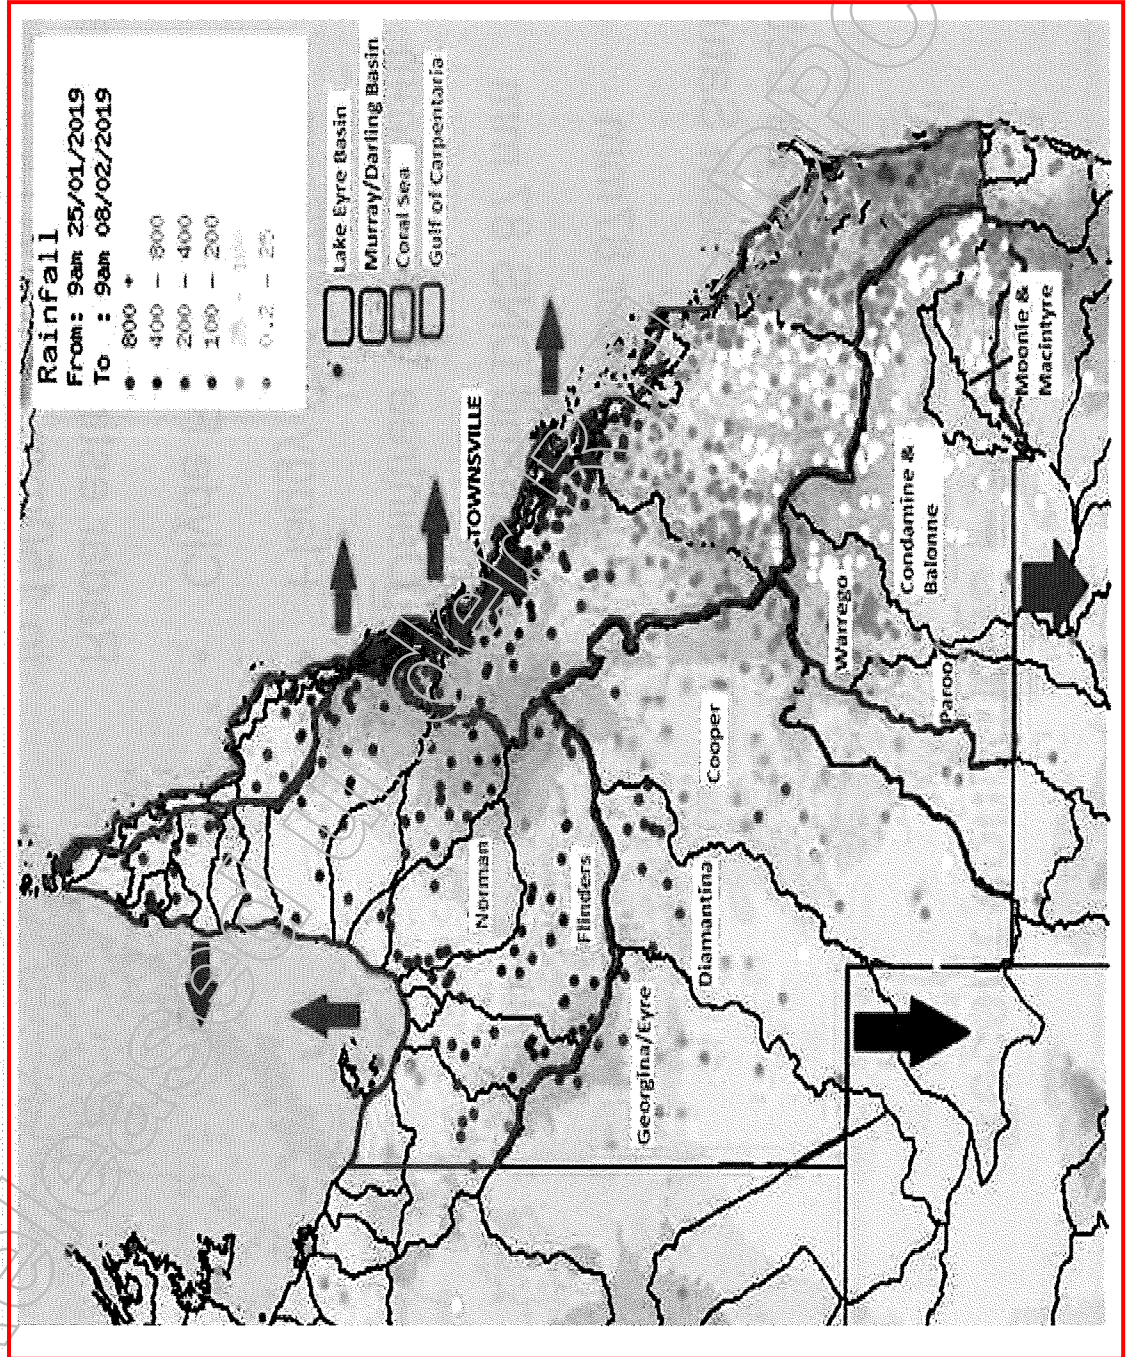 Rainfall
From: 9am 25/01/2019
To : 9am 08/02/2019
800 +
400 - 800
200 - 400
100 - 200
0.2 - 25
Lake Eyre Basin
Murray/Darling Basin
Coral Sea
Gulf of Carpentaria
TOWNSVILLE
Norman
Flinders
Georgina/Eyre
Diamantina
Cooper
Warrego
Paroo
Condamine &
Balonne
Moonie &
Macintyre